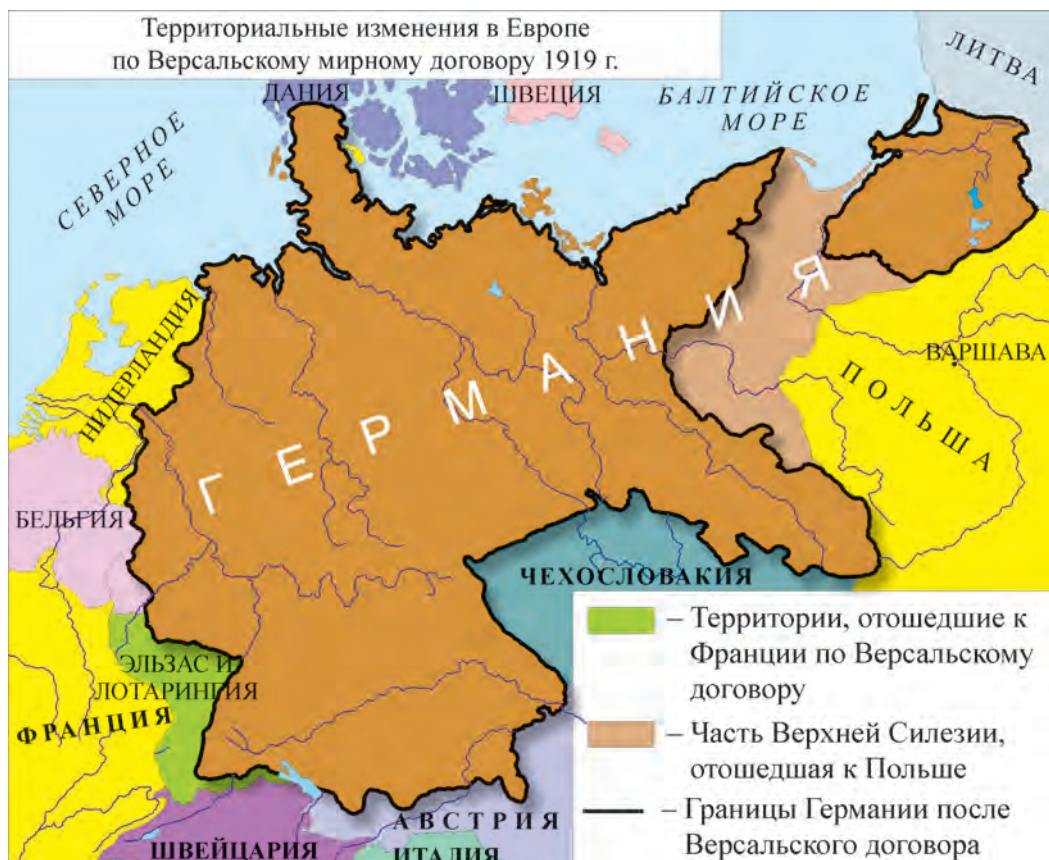 Территориальные изменения в Европе
по Версальскому мирному договору 1919 г.
ЛИТВА
ДАНИЯ
ШВЕЦИЯ
БАЛТИЙСКОЕ
МОРЕ
СЕВЕРНОЕ
МОРЕ
НИДЕРЛАНДИЯ
ГЕРМАНИЯ
ВАРШАВА
ПОЛЬША
БЕЛЬГИЯ
ЧЕХОСЛОВАКИЯ
ЭЛЬЗАС И
ЛОТАРИНГИЯ
ФРАНЦИЯ
АВСТРИЯ
ШВЕЙЦАРИЯ
ИТАЛИЯ
– Территории, отошедшие к
Франции по Версальскому
договору
– Часть Верхней Силезии,
отошедшая к Польше
– Границы Германии после
Версальского договора